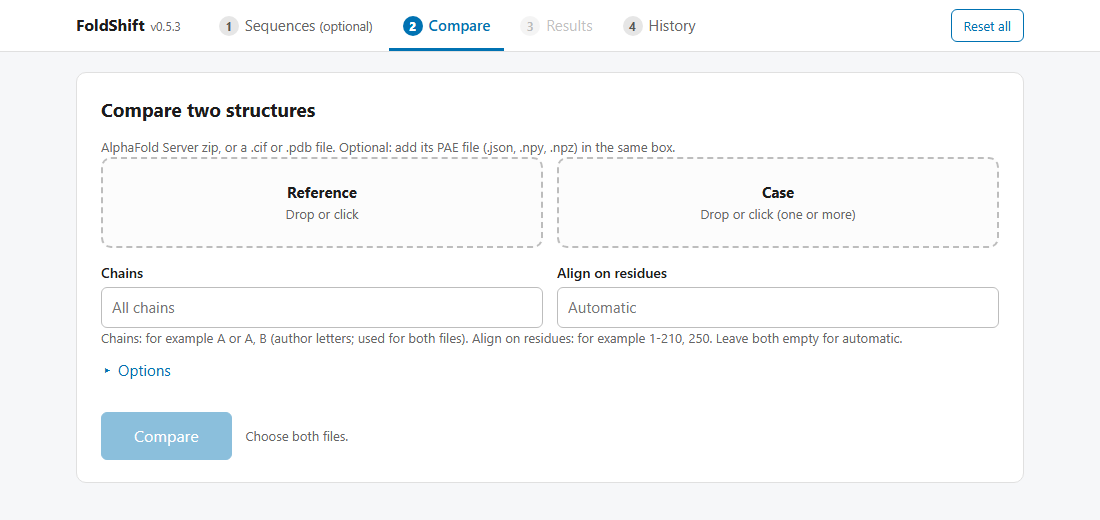 FoldShift v0.5.3 1 Sequences (optional) 2 Compare 3 Results 4 History Reset all
Compare two structures
AlphaFold Server zip, or a .cif or .pdb file. Optional: add its PAE file (.json, .npy, .npz) in the same box.
Reference
Drop or click
Case
Drop or click (one or more)
Chains
All chains
Align on residues
Automatic
Chains: for example A or A, B (author letters; used for both files). Align on residues: for example 1-210, 250. Leave both empty for automatic.
Options
Compare
Choose both files.